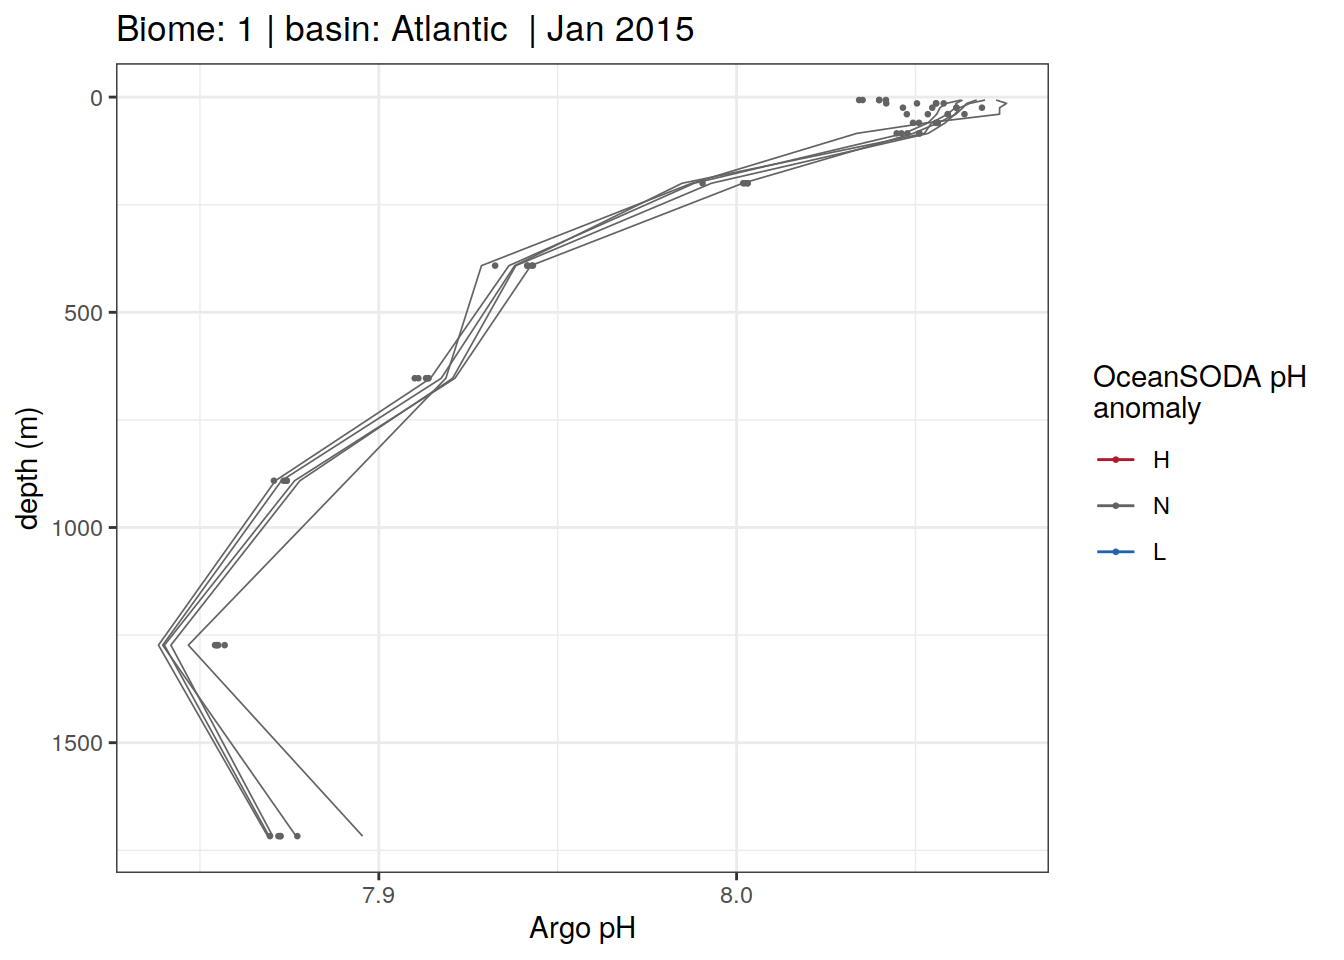 Biome: 1 | basin: Atlantic  | Jan 2015
0
500
1000
1500
depth (m)
7.9
8.0
Argo pH
OceanSODA pH
anomaly
H
N
L